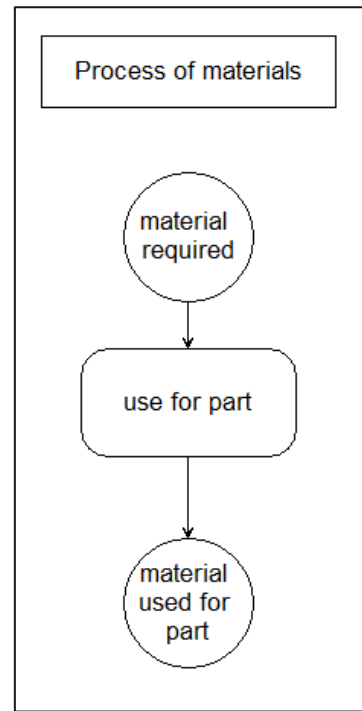 Process of materials
material
required
use for part
material
used for
part